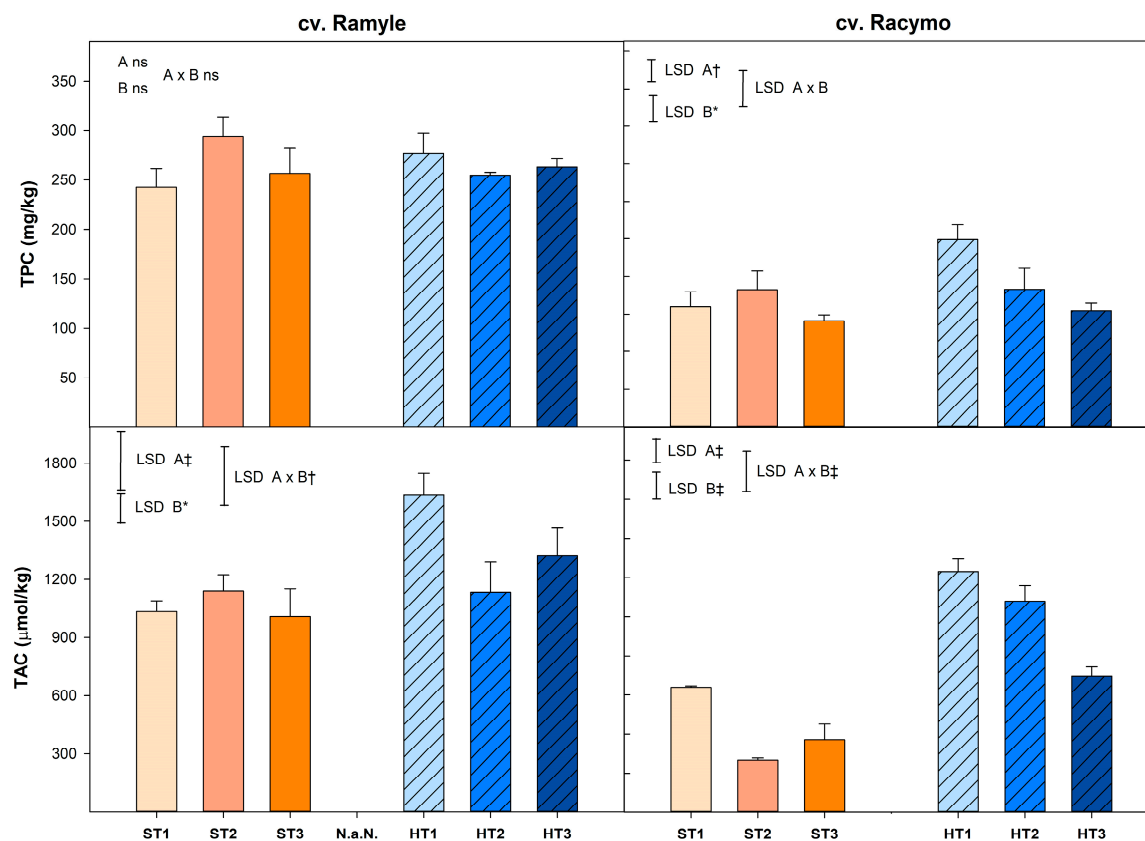 cv. Ramyle
cv. Racymo
TPC (mg/kg)
350
300
250
200
150
100
50
A ns
B ns
A x B ns
LSD A†
LSD B*
LSD A x B
TAC (µmol/kg)
1800
1500
1200
900
600
300
LSD A‡
LSD B*
LSD A x B†
LSD A‡
LSD B‡
LSD A x B‡
ST1 ST2 ST3 N.a.N. HT1 HT2 HT3
ST1 ST2 ST3 HT1 HT2 HT3